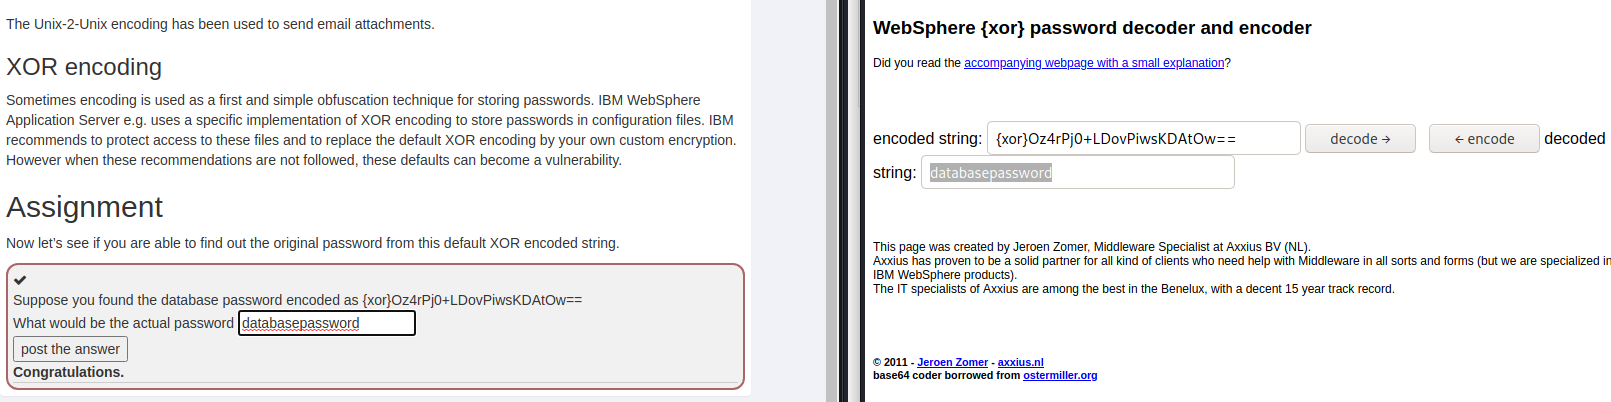 The Unix-2-Unix encoding has been used to send email attachments.
XOR encoding
Sometimes encoding is used as a first and simple obfuscation technique for storing passwords. IBM WebSphere
Application Server e.g. uses a specific implementation of XOR encoding to store passwords in configuration files. IBM
recommends to protect access to these files and to replace the default XOR encoding by your own custom encryption.
However when these recommendations are not followed, these defaults can become a vulnerability.
Assignment
Now let's see if you are able to find out the original password from this default XOR encoded string.
✔
Suppose you found the database password encoded as {xor}Oz4rPj0+LDovPiwsKDAtOw==
What would be the actual password databasepassword
post the answer
Congratulations.
WebSphere {xor} password decoder and encoder
Did you read the accompanying webpage with a small explanation?
encoded string: {xor}Oz4rPj0+LDovPiwsKDAtOw== decode → ← encode decoded
string: databasepassword
This page was created by Jeroen Zomer, Middleware Specialist at Axxius BV (NL).
Axxius has proven to be a solid partner for all kind of clients who need help with Middleware in all sorts and forms (but we are specialized in
IBM WebSphere products).
The IT specialists of Axxius are among the best in the Benelux, with a decent 15 year track record.
© 2011 - Jeroen Zomer - axxius.nl
base64 coder borrowed from ostermiller.org